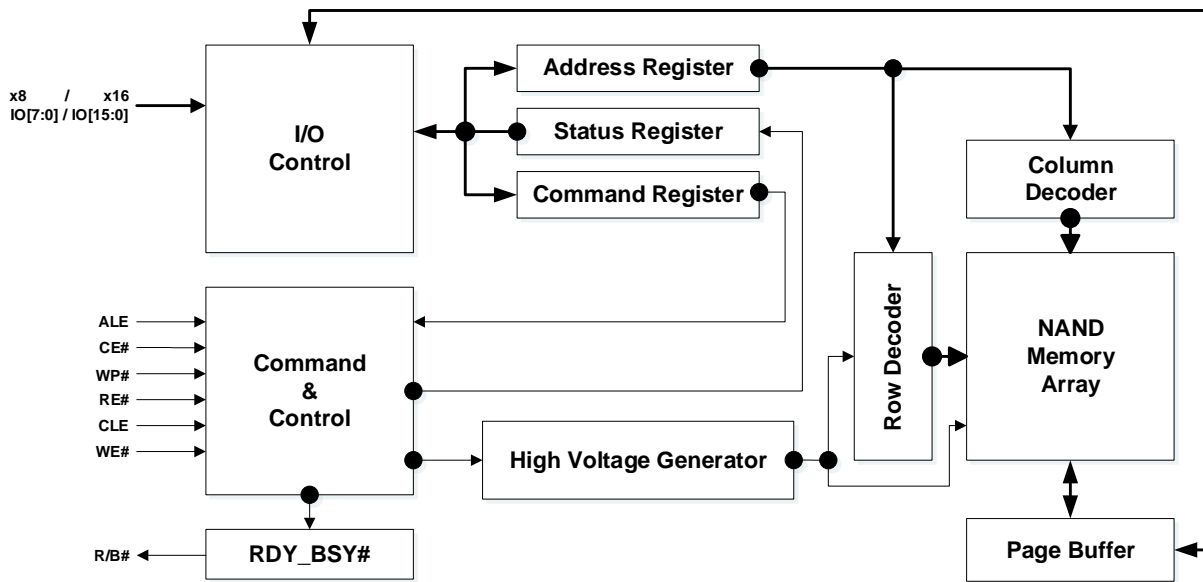 Address Register
x8 / x16
IO[7:0] / IO[15:0]
I/O
Control
Status Register
Command Register
Column
Decoder
ALE
CE#
WP#
RE#
CLE
WE#
Command
&
Control
Row Decoder
NAND
Memory
Array
High Voltage Generator
R/B#
RDY_BSY#
Page Buffer